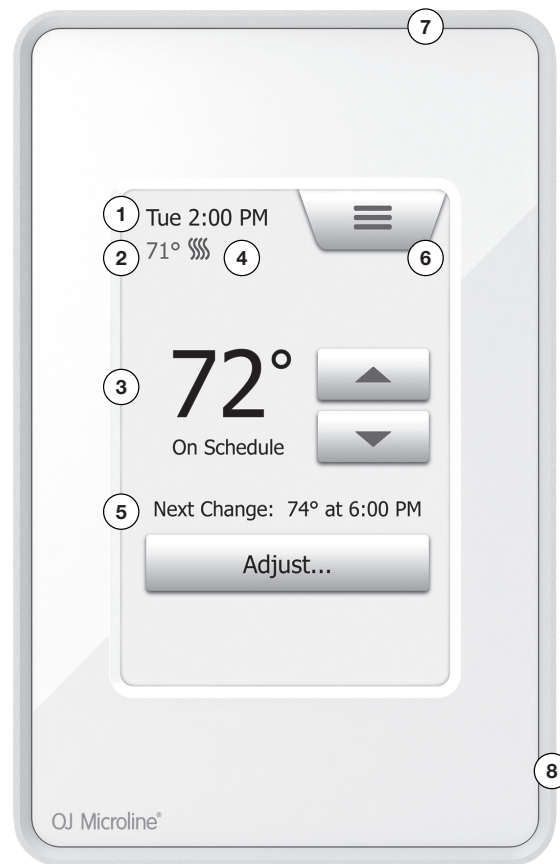 7
1 Tue 2:00 PM
2 71° 4 6
3 72°
On Schedule
5 Next Change: 74° at 6:00 PM
Adjust...
8
OJ Microline®